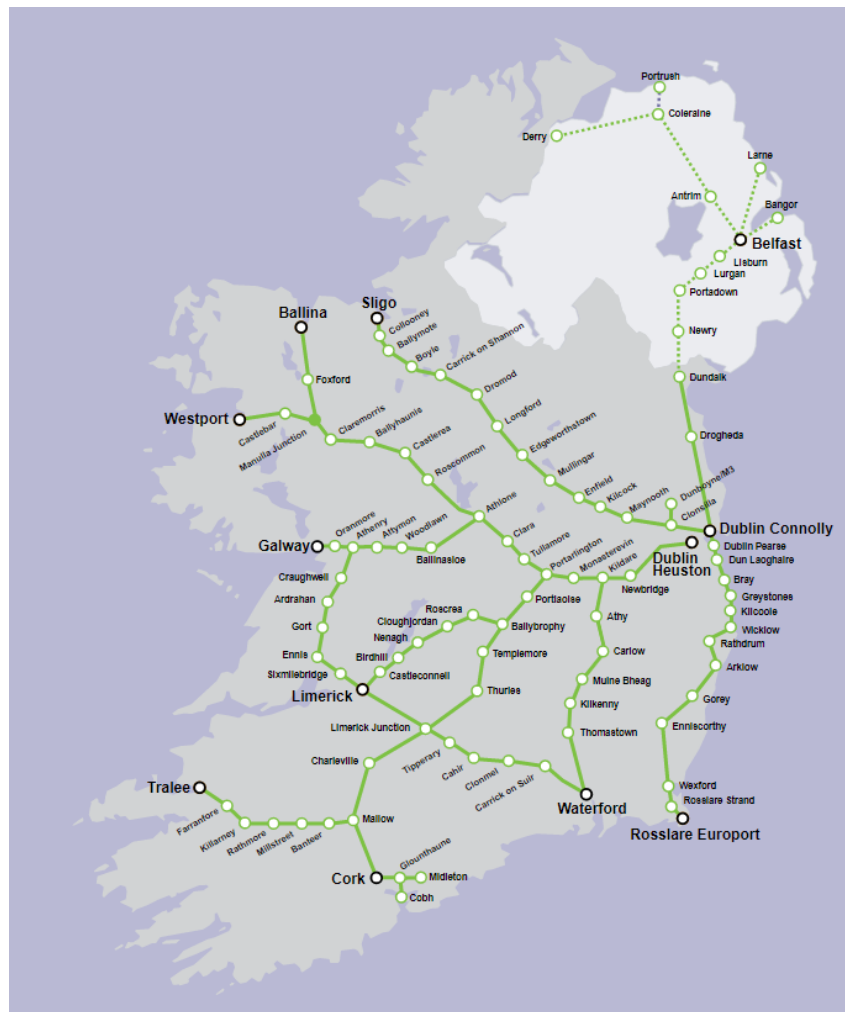 Portrush
Coleraine
Derry
Larne
Antrim
Bangor
Belfast
Lisburn
Lurgan
Portadown
Newry
Dundalk
Drogheda
Ballina
Sligo
Collooney
Ballymote
Boyle
Carrick on Shannon
Dromod
Longford
Edgeworthstown
Mullingar
Enfield
Kilcock
Maynooth
Dunboyne/M3
Clonsilla
Foxford
Westport
Castlebar
Manulla Junction
Claremorris
Ballyhaunis
Castlerea
Roscommon
Athlone
Clara
Tullamore
Portarlington
Monasterevin
Kildare
Newbridge
Dublin
Heuston
Dublin Connolly
Dublin Pearse
Dun Laoghaire
Bray
Greystones
Kilcoole
Wicklow
Rathdrum
Arklow
Gorey
Enniscorthy
Wexford
Rosslare Strand
Rosslare Europort
Galway
Oranmore
Athenry
Attymon
Woodlawn
Ballinasloe
Craughwell
Ardrahan
Gort
Ennis
Sixmilebridge
Limerick
Castleconnell
Birdhill
Nenagh
Cloughjordan
Roscrea
Ballybrophy
Portlaoise
Templemore
Thurles
Athy
Carlow
Muine Bheag
Kilkenny
Thomastown
Waterford
Limerick Junction
Tipperary
Cahir
Clonmel
Carrick on Suir
Charleville
Mallow
Tralee
Farranfore
Killarney
Rathmore
Millstreet
Banteer
Cork
Glounthaune
Midleton
Cobh